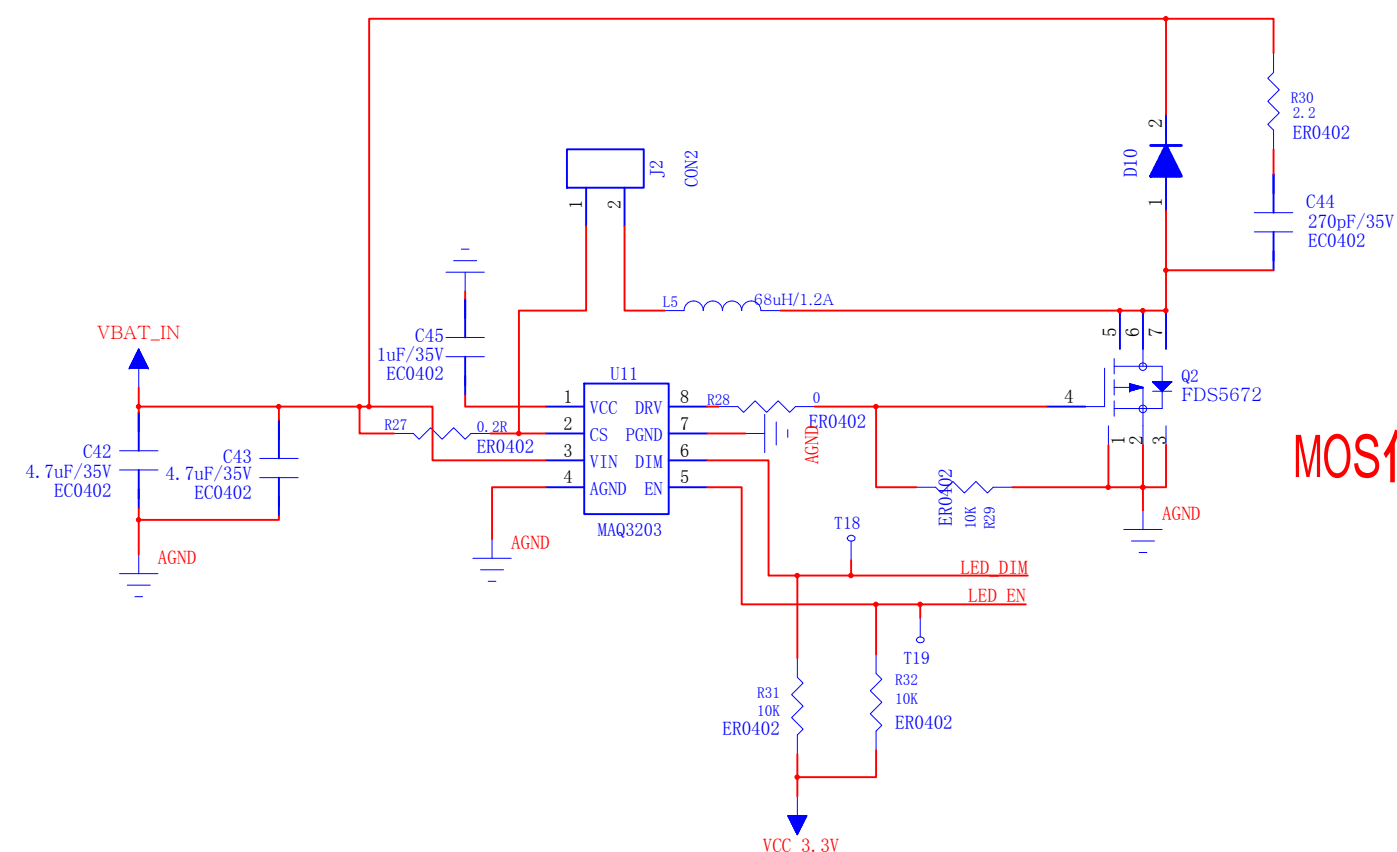 R30
2.2
ER0402
2
D10
1
J2
CON2
1
2
C44
270pF/35V
EC0402
L5
68uH/1.2A
VBAT_IN
C45
1uF/35V
EC0402
5
6
7
U11
Q2
FDS5672
1
VCC
DRV
8
R28
0
ER0402
4
R27
0.2R
ER0402
2
CS
PGND
7
AGND
3
VIN
DIM
6
4
AGND
EN
5
MAQ3203
1
2
3
MOS1
C42
4.7uF/35V
EC0402
C43
4.7uF/35V
EC0402
ER0402
10K
R29
AGND
AGND
AGND
T18
LED_DIM
LED_EN
T19
R31
10K
ER0402
R32
10K
ER0402
VCC_3.3V